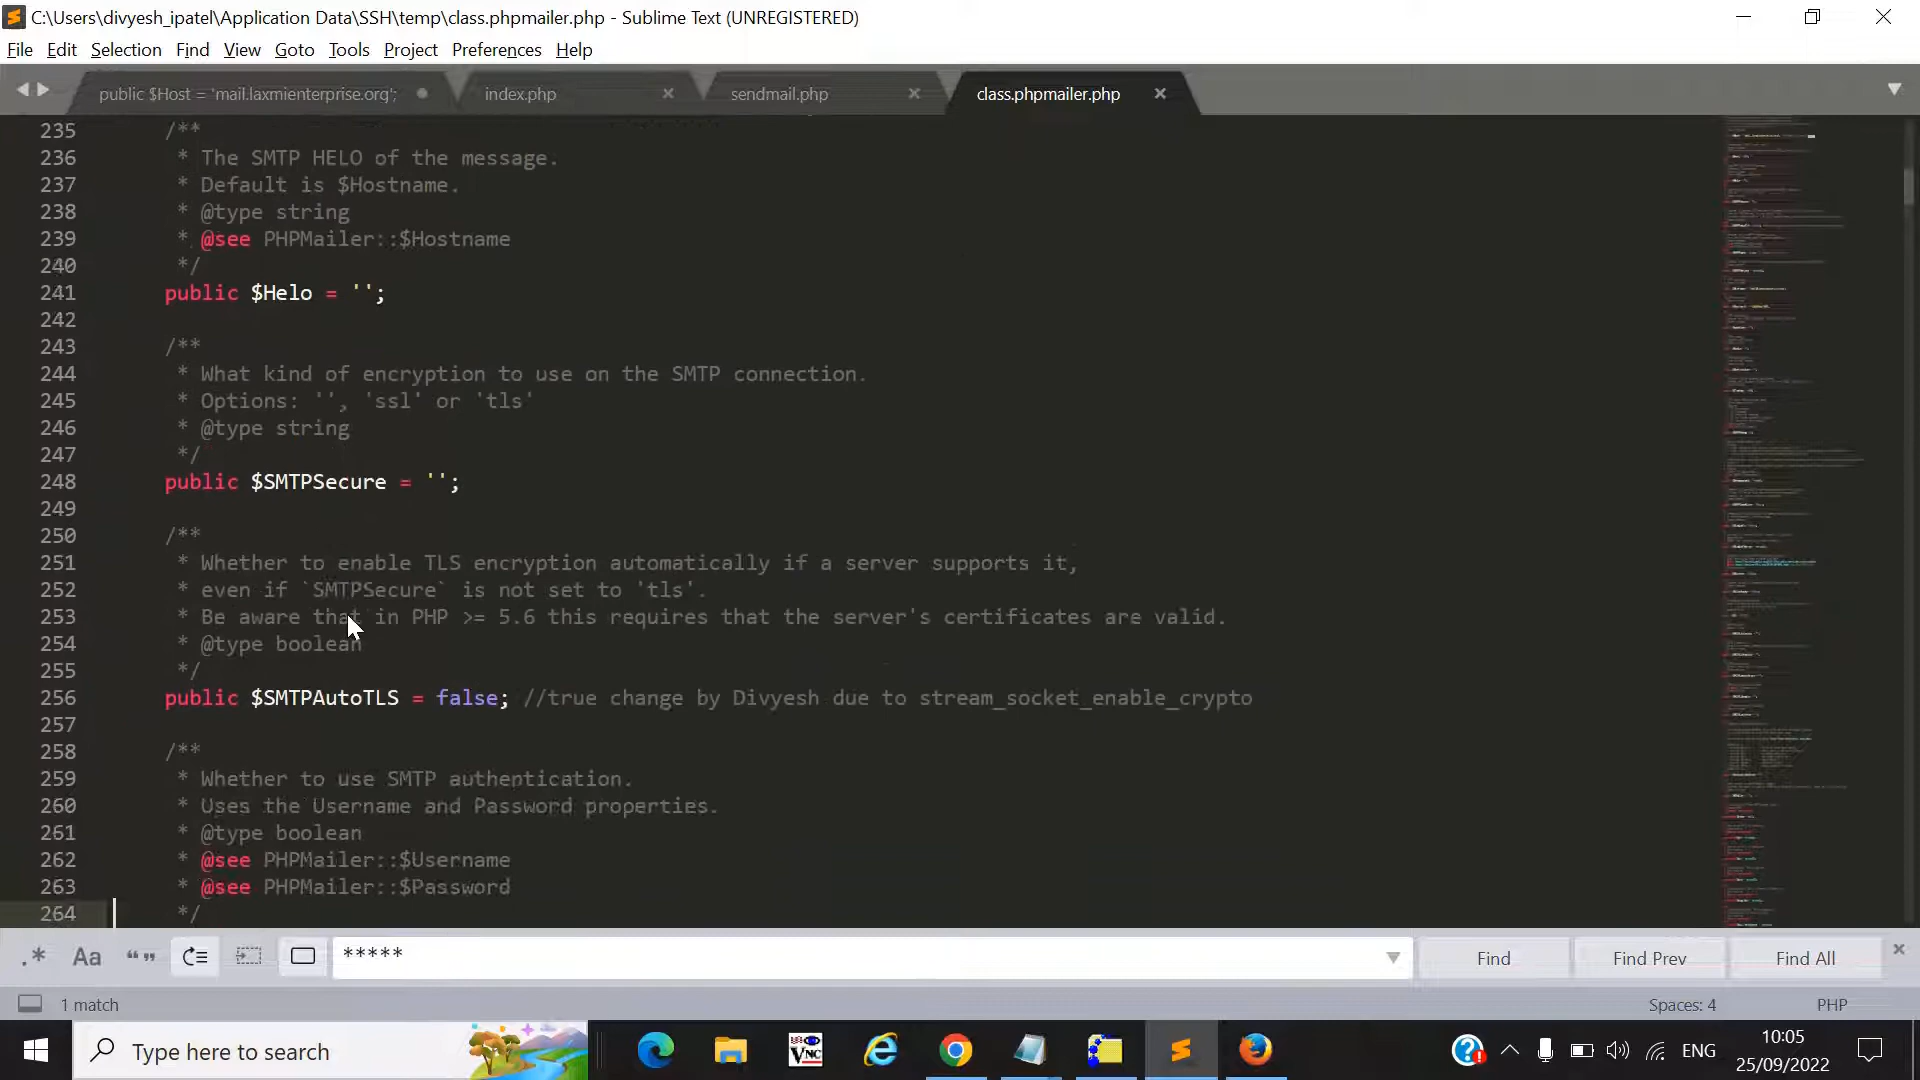 C:\Users\divyesh_ipatel\Application Data\SSH\temp\class.phpmailer.php - Sublime Text (UNREGISTERED)
File Edit Selection Find View Goto Tools Project Preferences Help
public $Host = 'mail.laxmienterprise.org'; index.php sendmail.php class.phpmailer.php
235 /**
236 * The SMTP HELO of the message.
237 * Default is $Hostname.
238 * @type string
239 * @see PHPMailer::$Hostname
240 */
241 public $Helo = '';
242
243 /**
244 * What kind of encryption to use on the SMTP connection.
245 * Options: '', 'ssl' or 'tls'
246 * @type string
247 */
248 public $SMTPSecure = '';
249
250 /**
251 * Whether to enable TLS encryption automatically if a server supports it,
252 * even if `SMTPSecure` is not set to 'tls'.
253 * Be aware that in PHP >= 5.6 this requires that the server's certificates are valid.
254 * @type boolean
255 */
256 public $SMTPAutoTLS = false; //true change by Divyesh due to stream_socket_enable_crypto
257
258 /**
259 * Whether to use SMTP authentication.
260 * Uses the Username and Password properties.
261 * @type boolean
262 * @see PHPMailer::$Username
263 * @see PHPMailer::$Password
264 */
.* Aa “” ***** Find Find Prev Find All
1 match Spaces: 4 PHP
Type here to search VNC ENG 10:05
25/09/2022